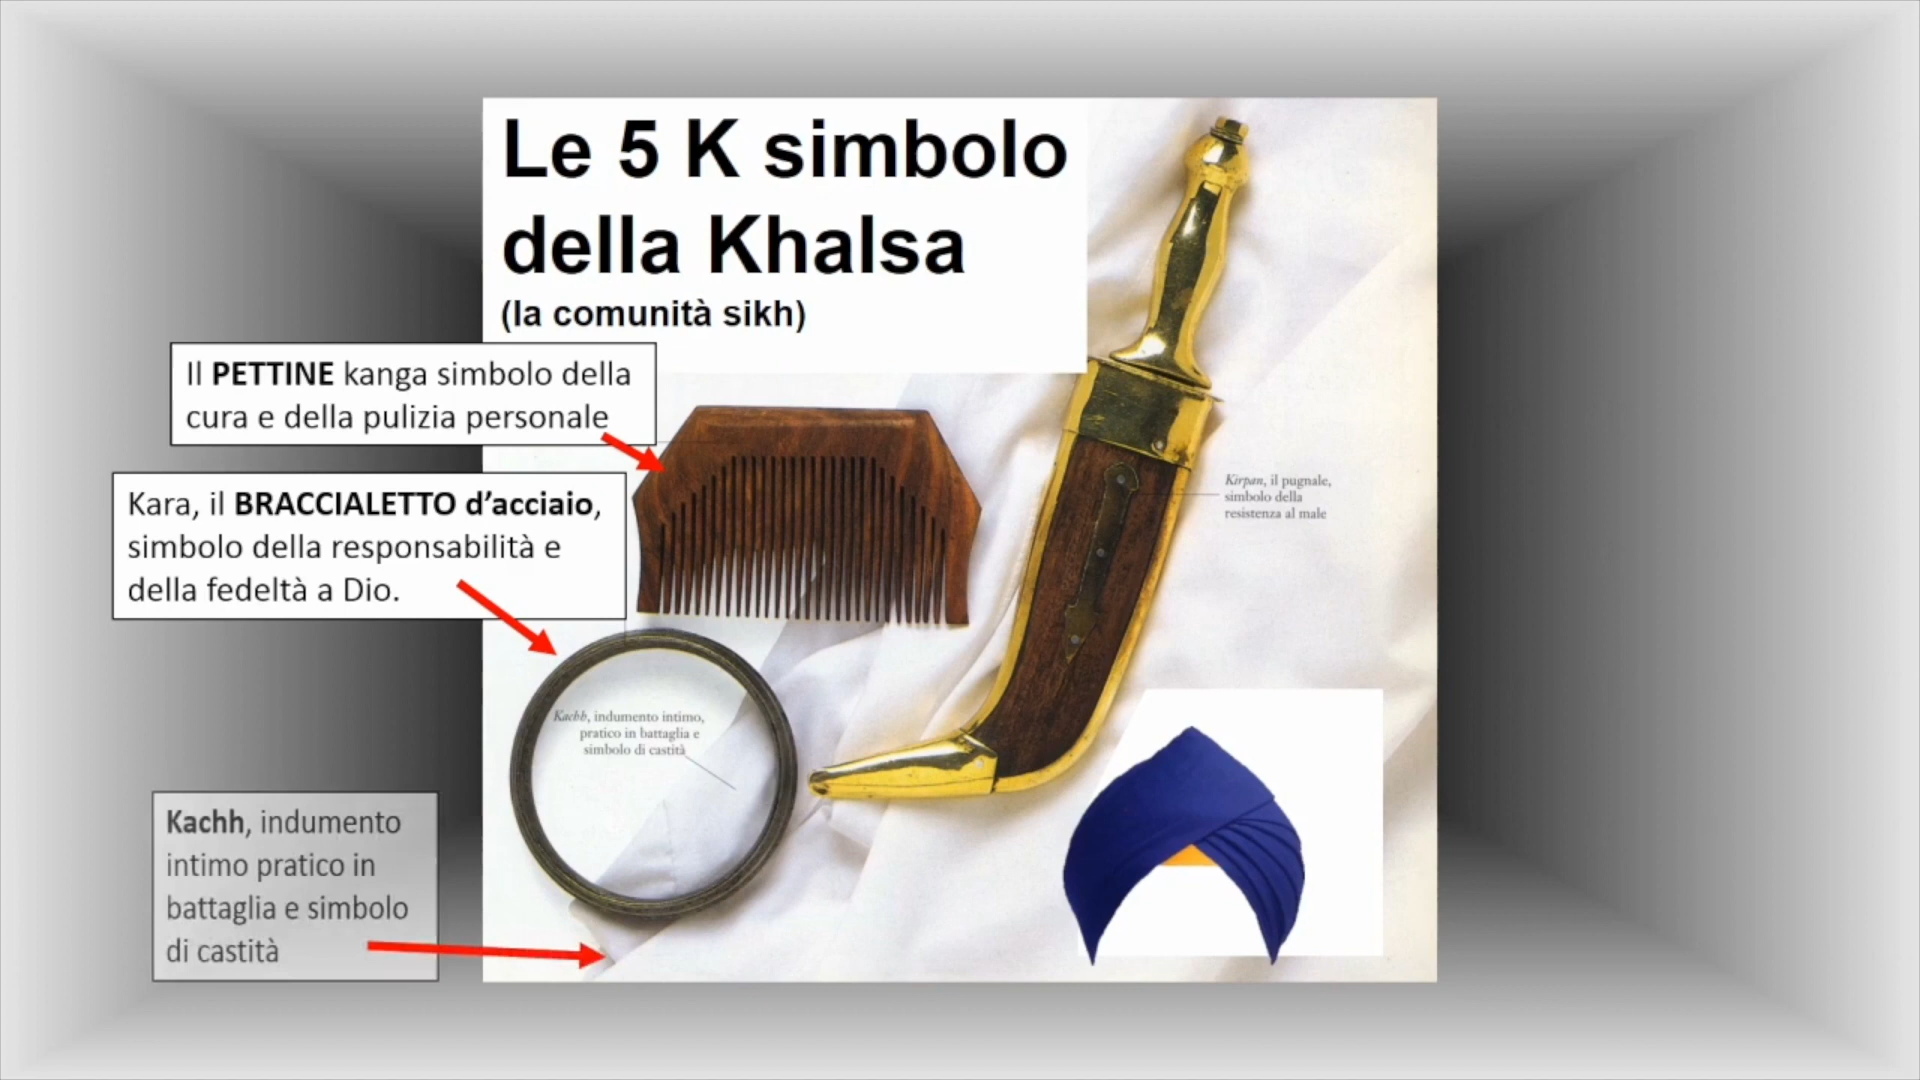 Le 5 K simbolo
della Khalsa
(la comunità sikh)
Il PETTINE kanga simbolo della
cura e della pulizia personale
Kara, il BRACCIALETTO d’acciaio,
simbolo della responsabilità e
della fedeltà a Dio.
Kirpan, il pugnale,
simbolo della
resistenza al male
Kachh, indumento intimo,
pratico in battaglia e
simbolo di castità
Kachh, indumento
intimo pratico in
battaglia e simbolo
di castità